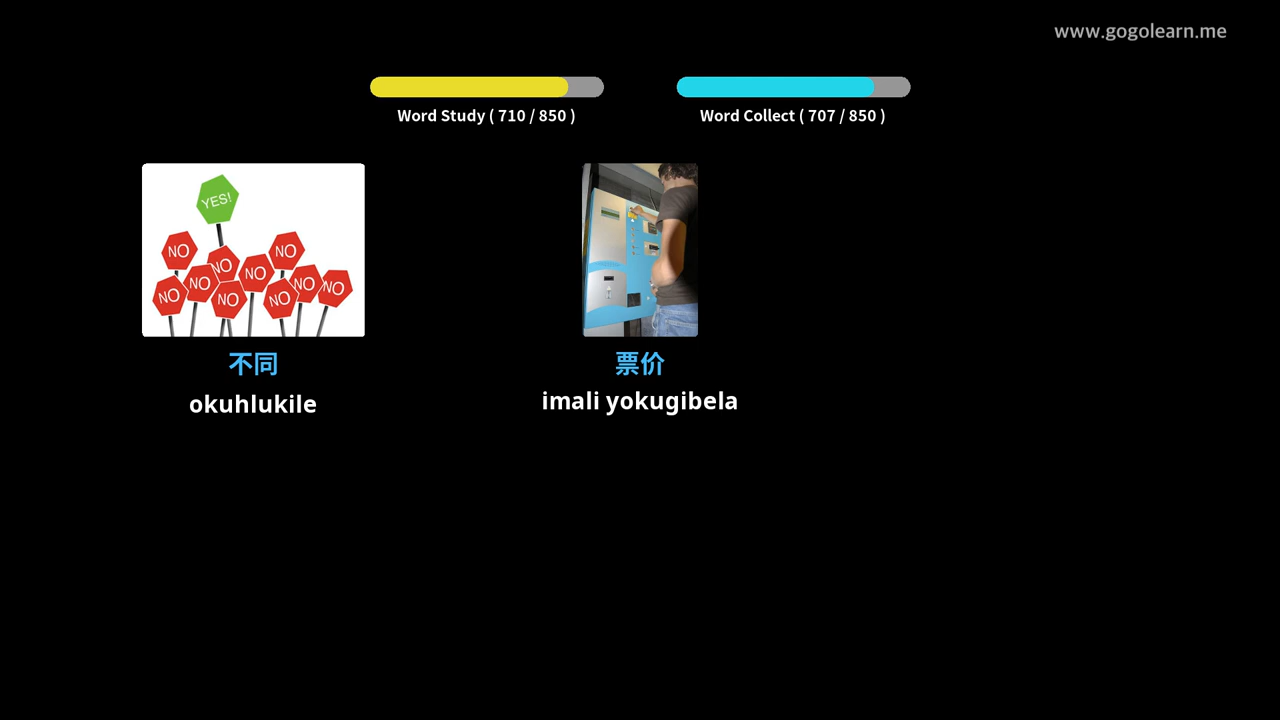 www.gogolearn.me
Word Study ( 710 / 850 )
Word Collect ( 707 / 850 )
YES!
NO
NO
NO
NO
NO
NO
NO
NO
NO
NO
不同
票价
okuhlukile
imali yokugibela